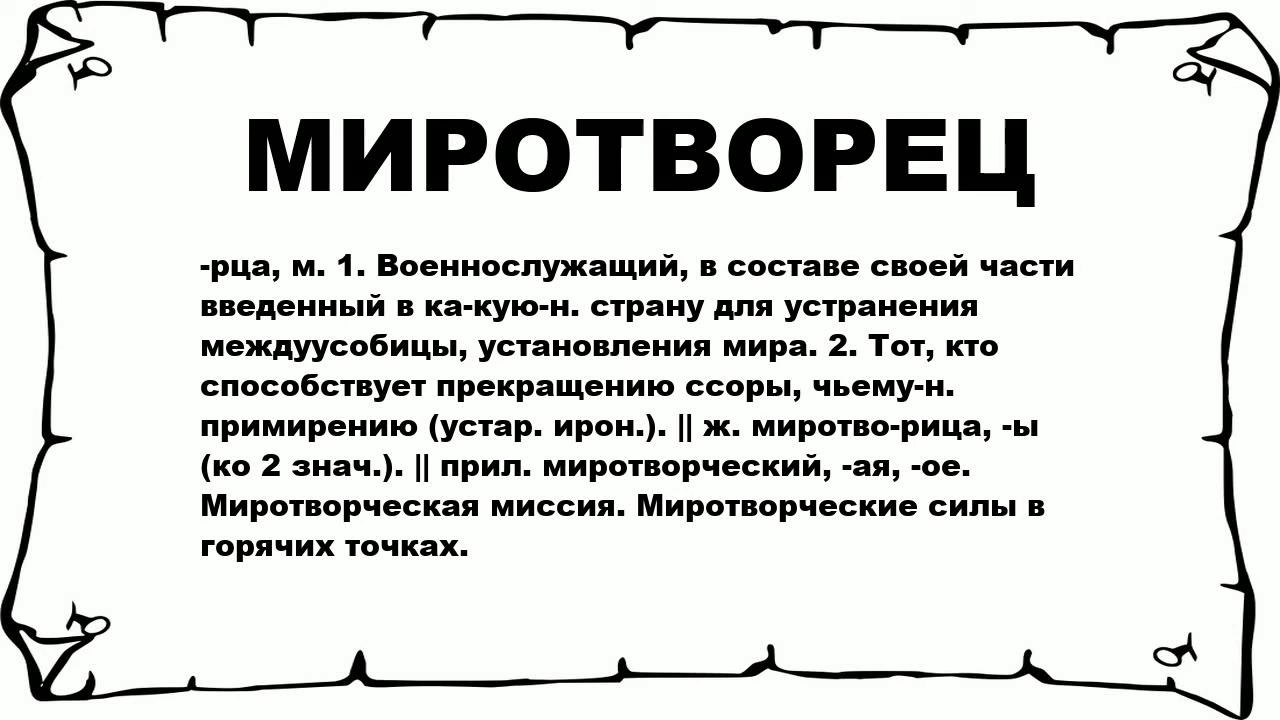 МИРОТВОРЕЦ
-рца, м. 1. Военнослужащий, в составе своей части
введенный в ка-кую-н. страну для устранения
междуусобицы, установления мира. 2. Тот, кто
способствует прекращению ссоры, чьему-н.
примирению (устар. ирон.). || ж. миротво-рица, -ы
(ко 2 знач.). || прил. миротворческий, -ая, -ое.
Миротворческая миссия. Миротворческие силы в
горячих точках.